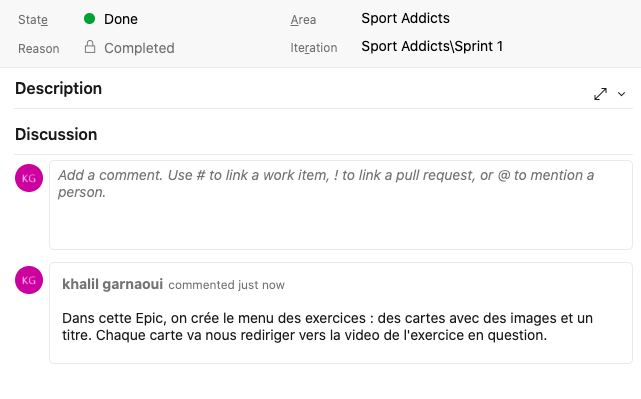 State Done Area Sport Addicts
Reason Completed Iteration Sport Addicts\Sprint 1
Description
Discussion
KG
Add a comment. Use # to link a work item, ! to link a pull request, or @ to mention a
person.
KG
khalil garnaoui commented just now
Dans cette Epic, on crée le menu des exercices : des cartes avec des images et un
titre. Chaque carte va nous rediriger vers la video de l'exercice en question.